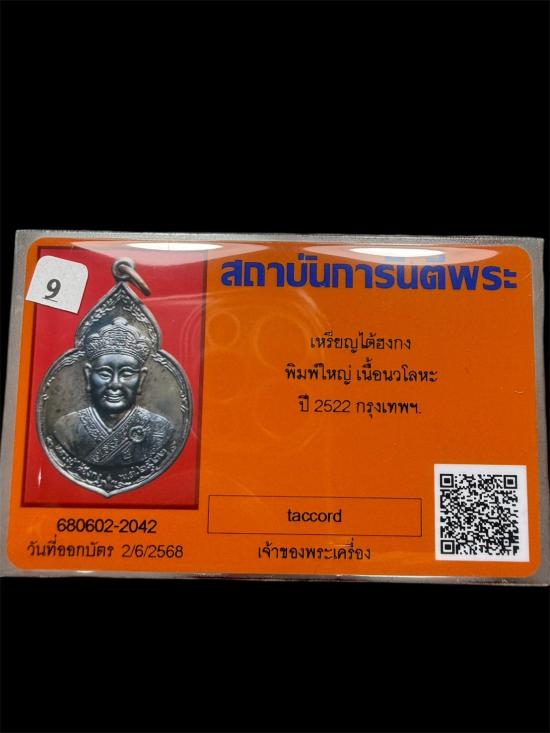 9
สถาบันการันตีพระ
เหรียญไต้ฮงกง
พิมพ์ใหญ่ เนื้อนวโลหะ
ปี 2522 กรุงเทพฯ.
taccord
เจ้าของพระเครื่อง
680602-2042
วันที่ออกบัตร 2/6/2568